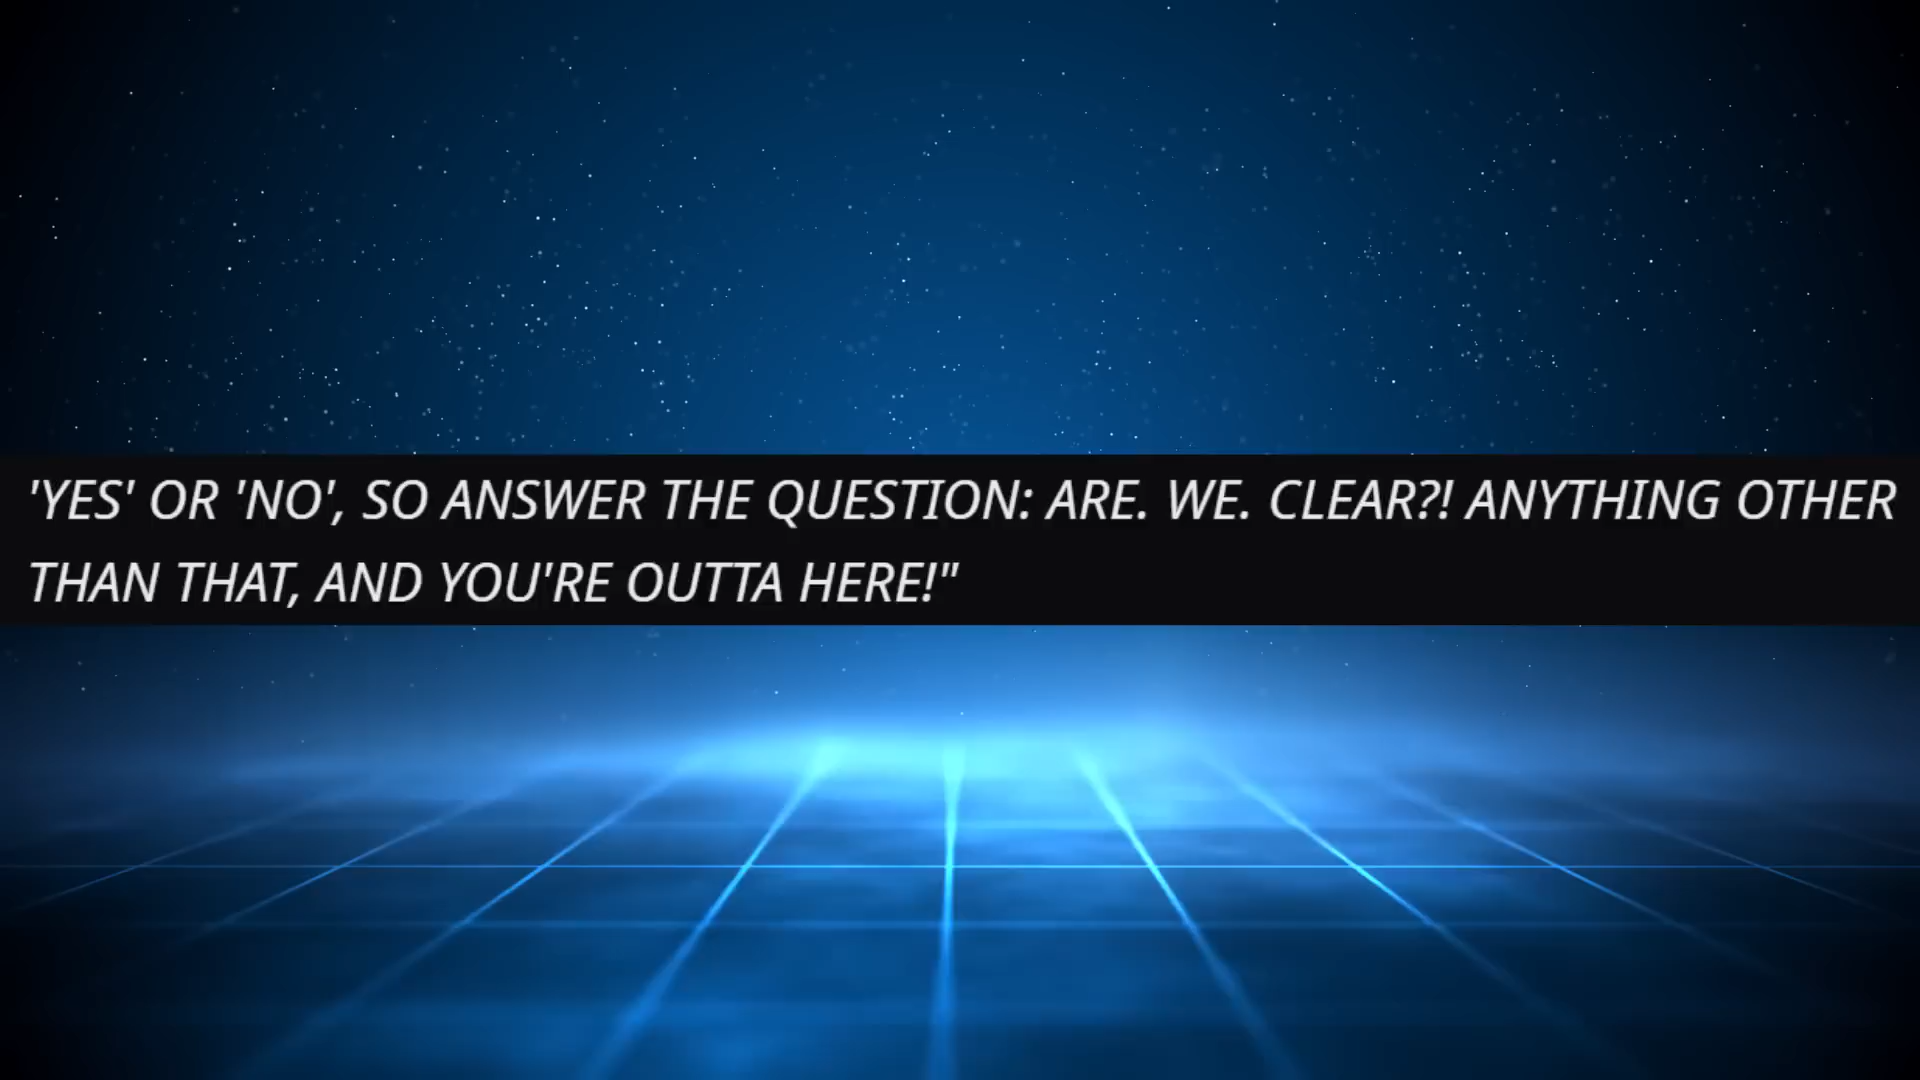 'YES' OR 'NO', SO ANSWER THE QUESTION: ARE. WE. CLEAR?! ANYTHING OTHER
THAN THAT, AND YOU'RE OUTTA HERE!"